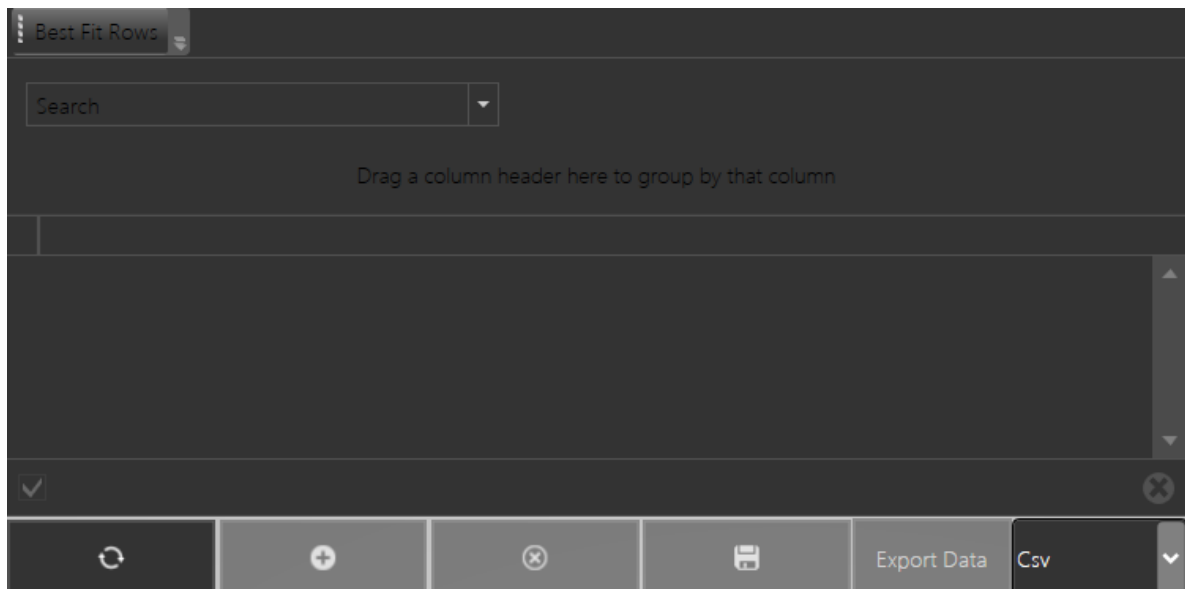 Best Fit Rows
Search
Drag a column header here to group by that column
Export Data
Csv